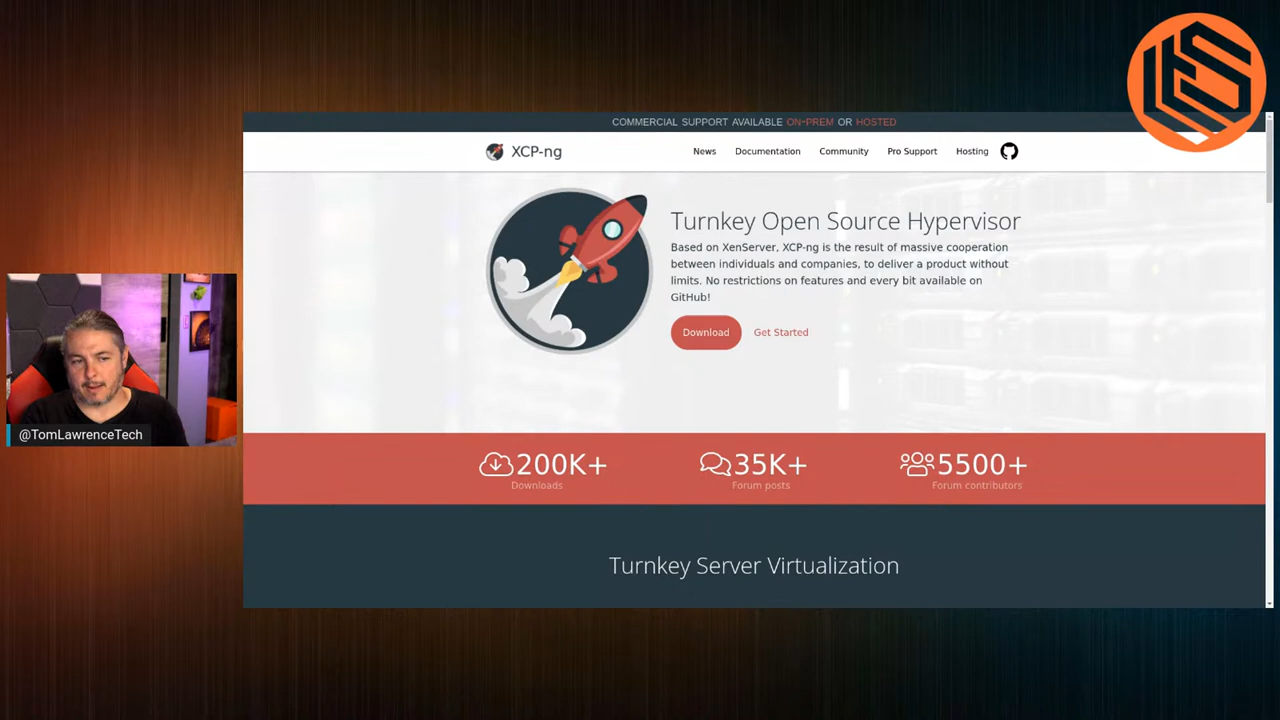 COMMERCIAL SUPPORT AVAILABLE ON-PREM OR HOSTED
XCP-ng
News
Documentation
Community
Pro Support
Hosting
Turnkey Open Source Hypervisor
Based on XenServer, XCP-ng is the result of massive cooperation
between individuals and companies, to deliver a product without
limits. No restrictions on features and every bit available on
GitHub!
Download
Get Started
200K+
Downloads
35K+
Forum posts
5500+
Forum contributors
Turnkey Server Virtualization
@TomLawrenceTech